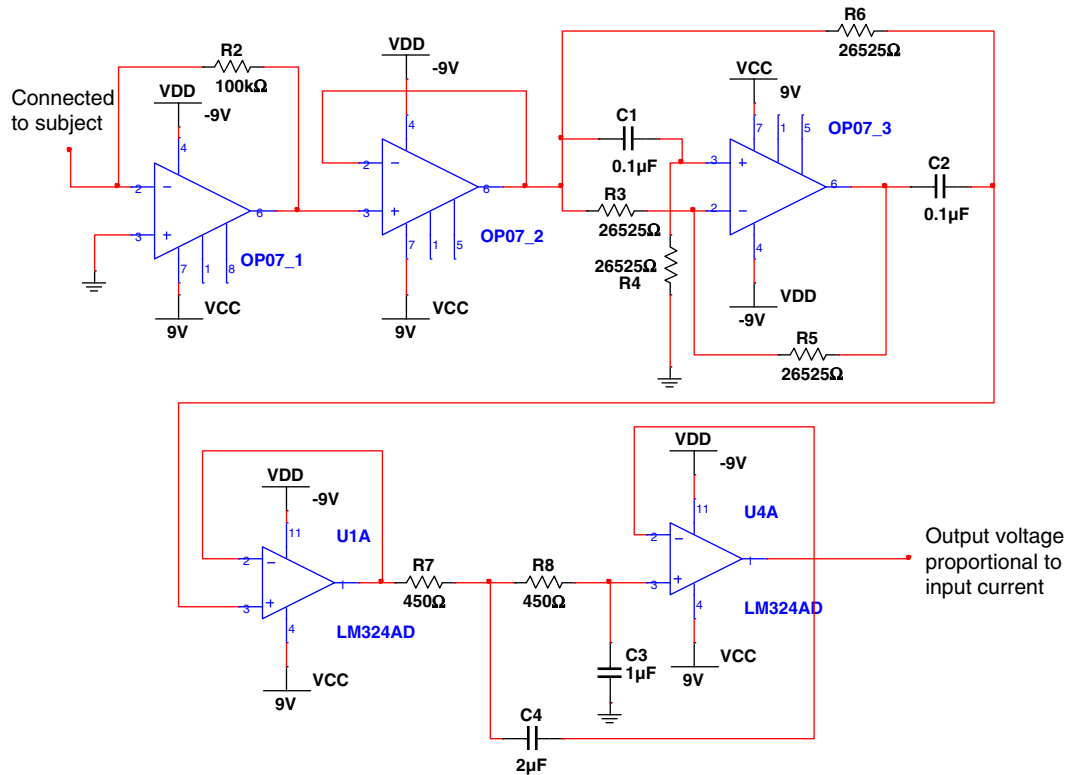 R2
100kΩ
VDD
-9V
Connected
to subject
4
2
−
6
3
+
7
1
8
OP07_1
VCC
9V
VDD
-9V
4
2
−
6
3
+
7
1
5
OP07_2
VCC
9V
R6
26525Ω
VCC
9V
OP07_3
7
1
5
C1
0.1µF
3
+
6
2
−
4
C2
0.1µF
R3
26525Ω
26525Ω
R4
VDD
-9V
R5
26525Ω
VDD
-9V
11
U1A
2
−
1
3
+
4
LM324AD
VCC
9V
R7
450Ω
R8
450Ω
C3
1µF
C4
2µF
VDD
-9V
11
U4A
2
−
1
3
+
4
LM324AD
VCC
9V
Output voltage
proportional to
input current